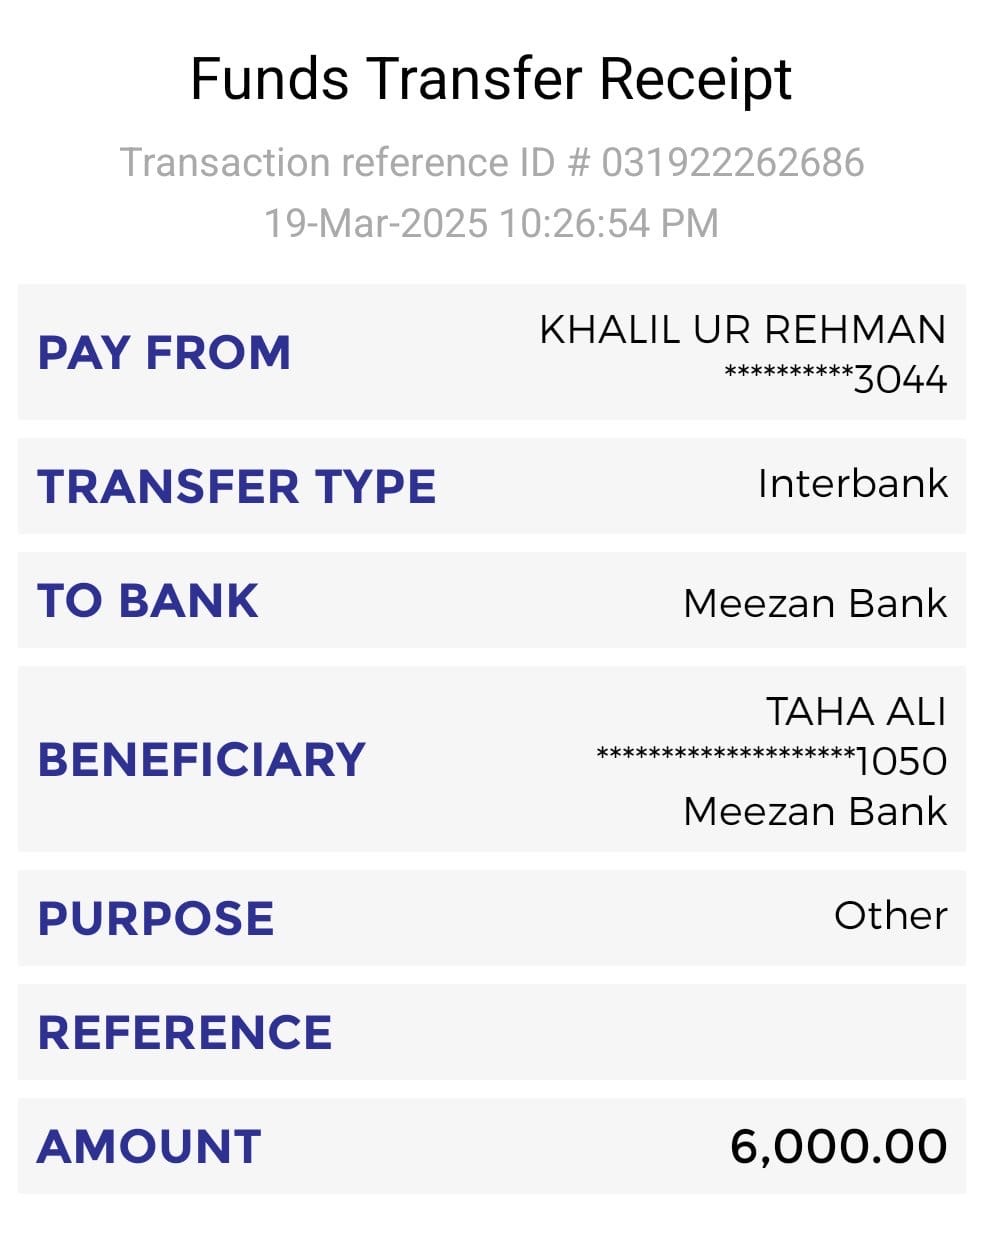 Funds Transfer Receipt
Transaction reference ID # 031922262686
19-Mar-2025 10:26:54 PM
PAY FROM
KHALIL UR REHMAN
**********3044
TRANSFER TYPE
Interbank
TO BANK
Meezan Bank
BENEFICIARY
TAHA ALI
********************1050
Meezan Bank
PURPOSE
Other
REFERENCE
AMOUNT
6,000.00